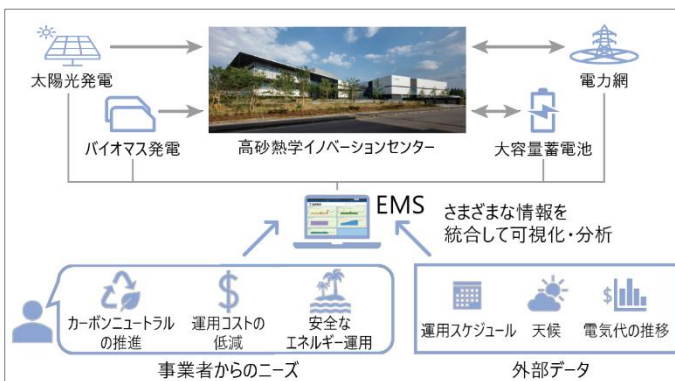 太陽光発電
電力網
バイオマス発電
高砂熱学イノベーションセンター
大容量蓄電池
EMS
さまざまな情報を
統合して可視化・分析
カーボンニュートラル
の推進
運用コストの
低減
安全な
エネルギー運用
運用スケジュール
天候
電気代の推移
事業者からのニーズ
外部データ